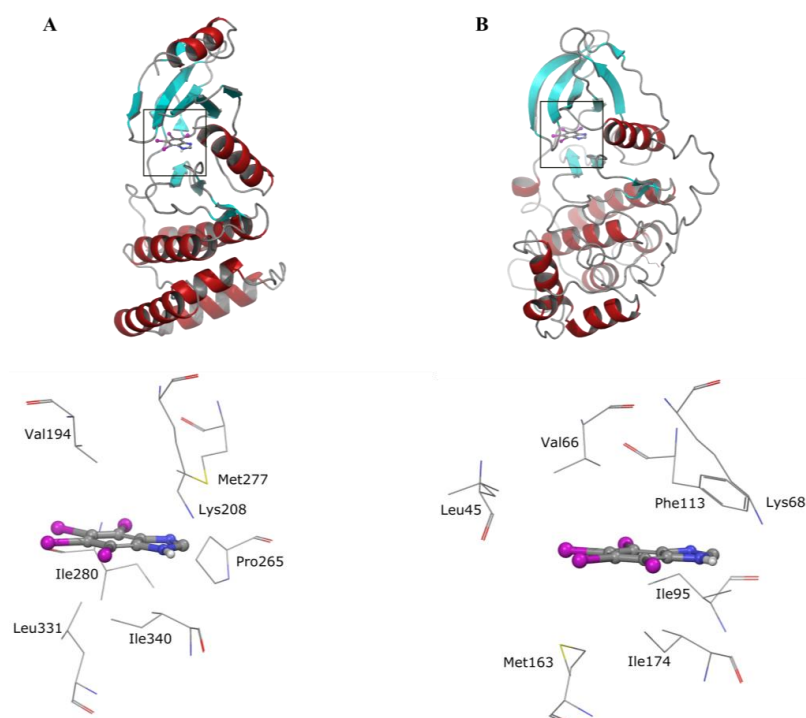 A
B
Val194
Met277
Lys208
Pro265
Ile280
Leu331
Ile340
Val66
Leu45
Phe113
Lys68
Ile95
Met163
Ile174